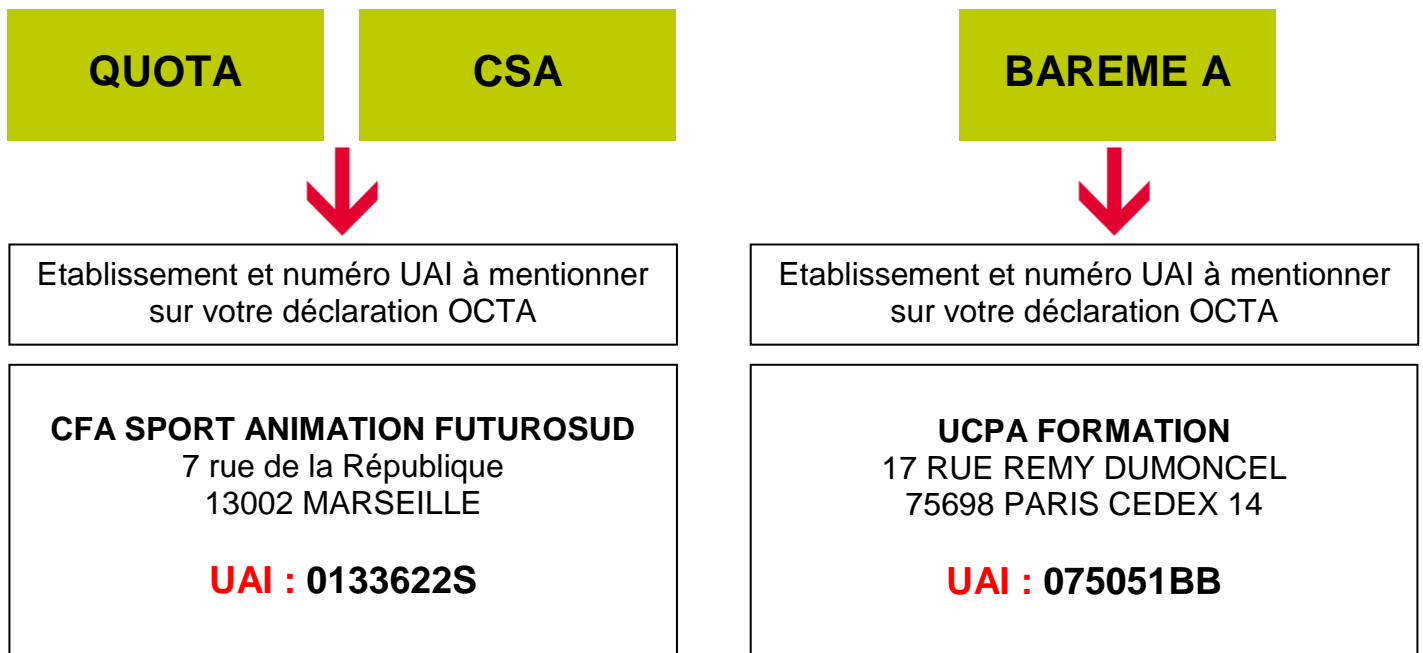 QUOTA
CSA
Etablissement et numéro UAI à mentionner
sur votre déclaration OCTA
CFA SPORT ANIMATION FUTUROSUD
7 rue de la République
13002 MARSEILLE
UAI : 0133622S
BAREME A
Etablissement et numéro UAI à mentionner
sur votre déclaration OCTA
UCPA FORMATION
17 RUE REMY DUMONCEL
75698 PARIS CEDEX 14
UAI : 075051BB